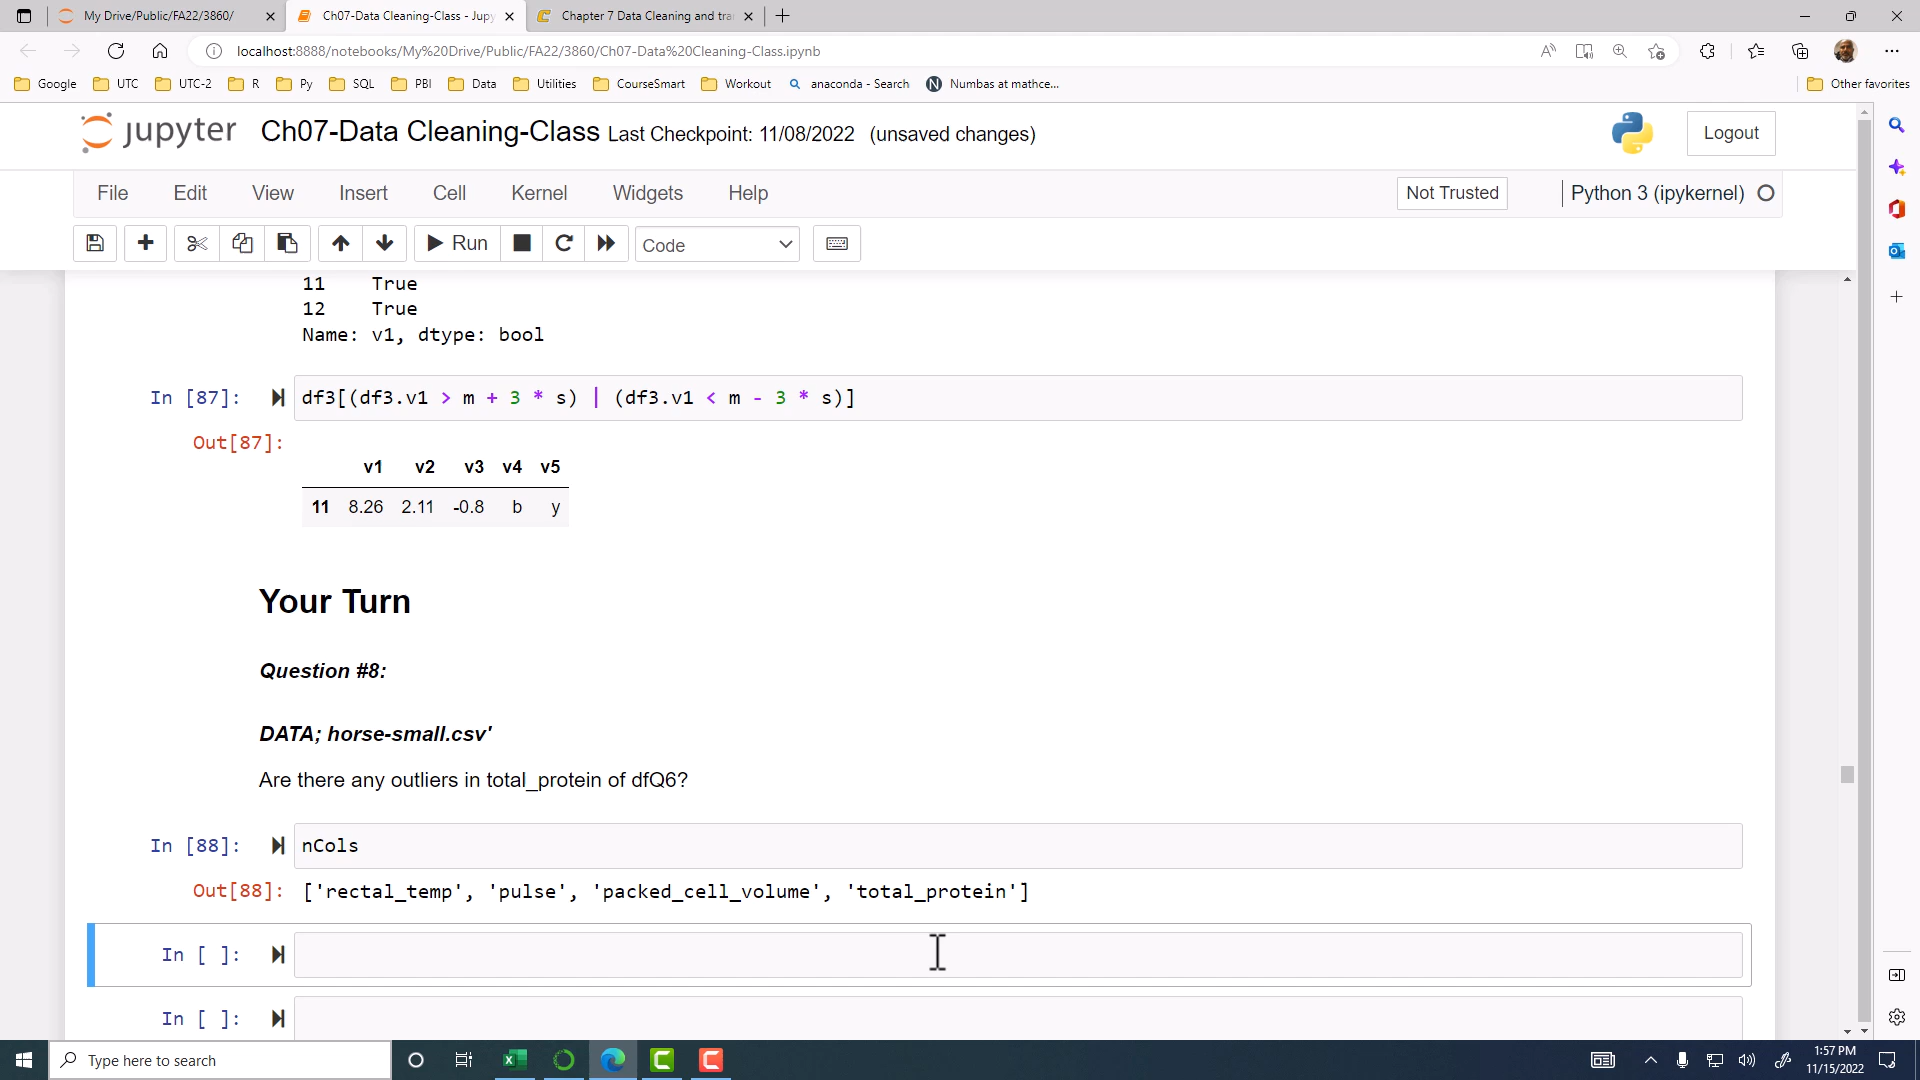 My Drive/Public/FA22/3860/
Ch07-Data Cleaning-Class - Jupy
Chapter 7 Data Cleaning and tra
localhost:8888/notebooks/My%20Drive/Public/FA22/3860/Ch07-Data%20Cleaning-Class.ipynb
Google UTC UTC-2 R Py SQL PBI Data Utilities CourseSmart Workout anaconda - Search Numbas at mathce... Other favorites
jupyter Ch07-Data Cleaning-Class Last Checkpoint: 11/08/2022 (unsaved changes) Logout
File Edit View Insert Cell Kernel Widgets Help Not Trusted Python 3 (ipykernel)
Run Code
11 True
12 True
Name: v1, dtype: bool
In [87]: df3[(df3.v1 > m + 3 * s) | (df3.v1 < m - 3 * s)]
Out[87]:
v1 v2 v3 v4 v5
11 8.26 2.11 -0.8 b y
Your Turn
Question #8:
DATA; horse-small.csv'
Are there any outliers in total_protein of dfQ6?
In [88]: nCols
Out[88]: ['rectal_temp', 'pulse', 'packed_cell_volume', 'total_protein']
In [ ]:
In [ ]:
Type here to search
1:57 PM
11/15/2022